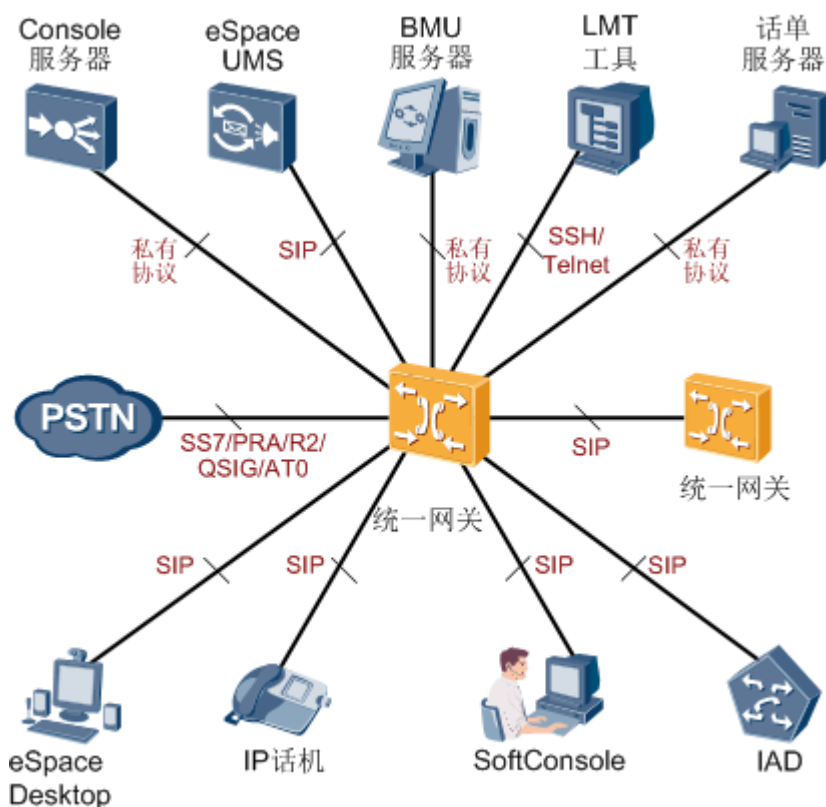 Console
服务器
eSpace
UMS
BMU
服务器
LMT
工具
话单
服务器
私有
协议
SIP
私有
协议
SSH/
Telnet
私有
协议
PSTN
SS7/PRA/R2/
QSIG/AT0
SIP
统一网关
统一网关
SIP
SIP
SIP
SIP
eSpace
Desktop
IP话机
SoftConsole
IAD